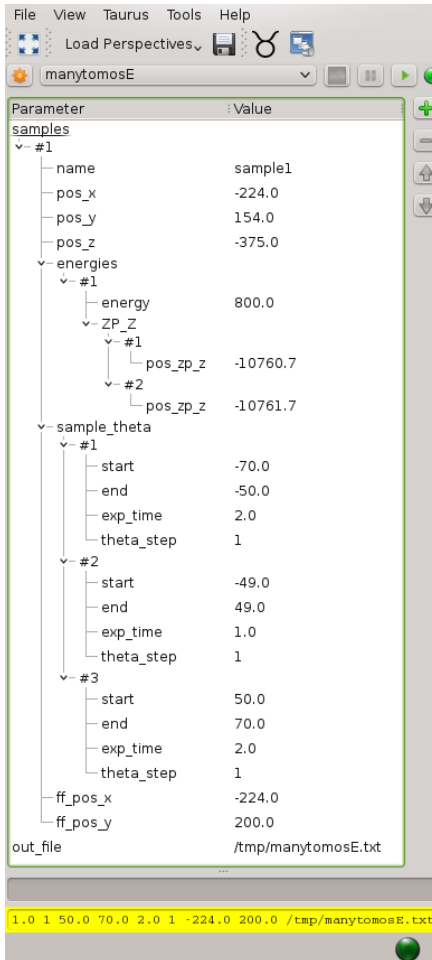 File View Taurus Tools Help
Load Perspectives
manytomosE
Parameter Value
samples
#1
name sample1
pos_x -224.0
pos_y 154.0
pos_z -375.0
energies
#1
energy 800.0
ZP_Z
#1
pos_zp_z -10760.7
#2
pos_zp_z -10761.7
sample_theta
#1
start -70.0
end -50.0
exp_time 2.0
theta_step 1
#2
start -49.0
end 49.0
exp_time 1.0
theta_step 1
#3
start 50.0
end 70.0
exp_time 2.0
theta_step 1
ff_pos_x -224.0
ff_pos_y 200.0
out_file /tmp/manytomosE.txt
1.0 1 50.0 70.0 2.0 1 -224.0 200.0 /tmp/manytomosE.txt